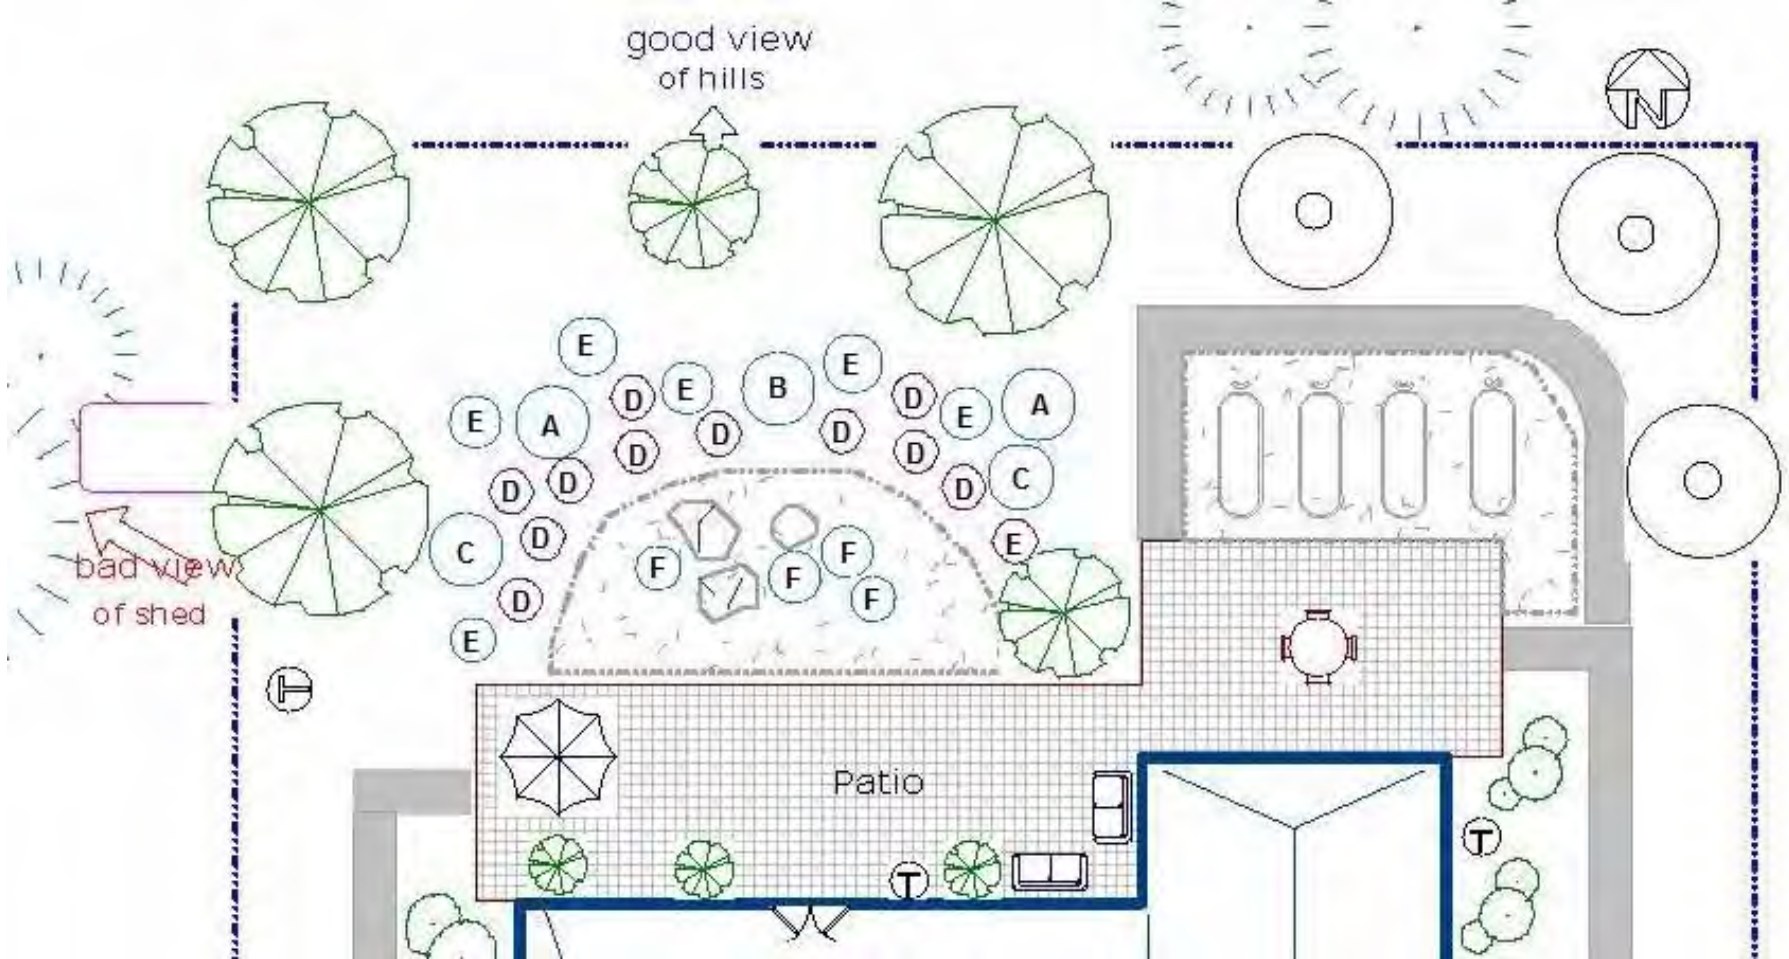 good view
of hills
N
E
E
D E B D E A
E A D D
D D
D D D C
C D E
F F F
bad view
of shed
D F
E
T
Patio
T
T